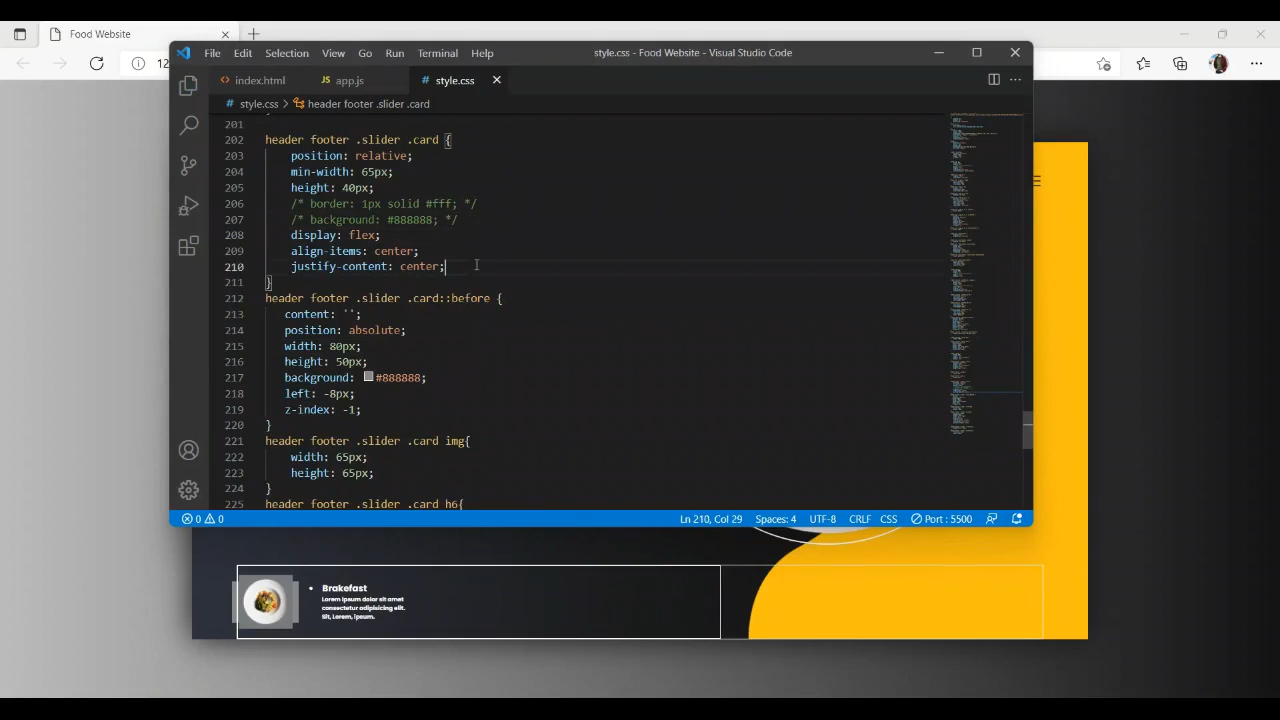 Food Website
12
File Edit Selection View Go Run Terminal Help
style.css - Food Website - Visual Studio Code
index.html
JS app.js
# style.css
# style.css > header footer .slider .card
201
202 header footer .slider .card {
203 position: relative;
204 min-width: 65px;
205 height: 40px;
206 /* border: 1px solid #fff; */
207 /* background: #888888; */
208 display: flex;
209 align-items: center;
210 justify-content: center;
211 }
212 header footer .slider .card::before {
213 content: '';
214 position: absolute;
215 width: 80px;
216 height: 50px;
217 background: #888888;
218 left: -8px;
219 z-index: -1;
220 }
221 header footer .slider .card img{
222 width: 65px;
223 height: 65px;
224 }
225 header footer .slider .card h6{
0 0 Ln 210, Col 29 Spaces: 4 UTF-8 CRLF CSS Port : 5500
• Brakefast
Lorem ipsum dolor sit amet
consectetur adipisicing elit.
Sit, Lorem, ipsum.